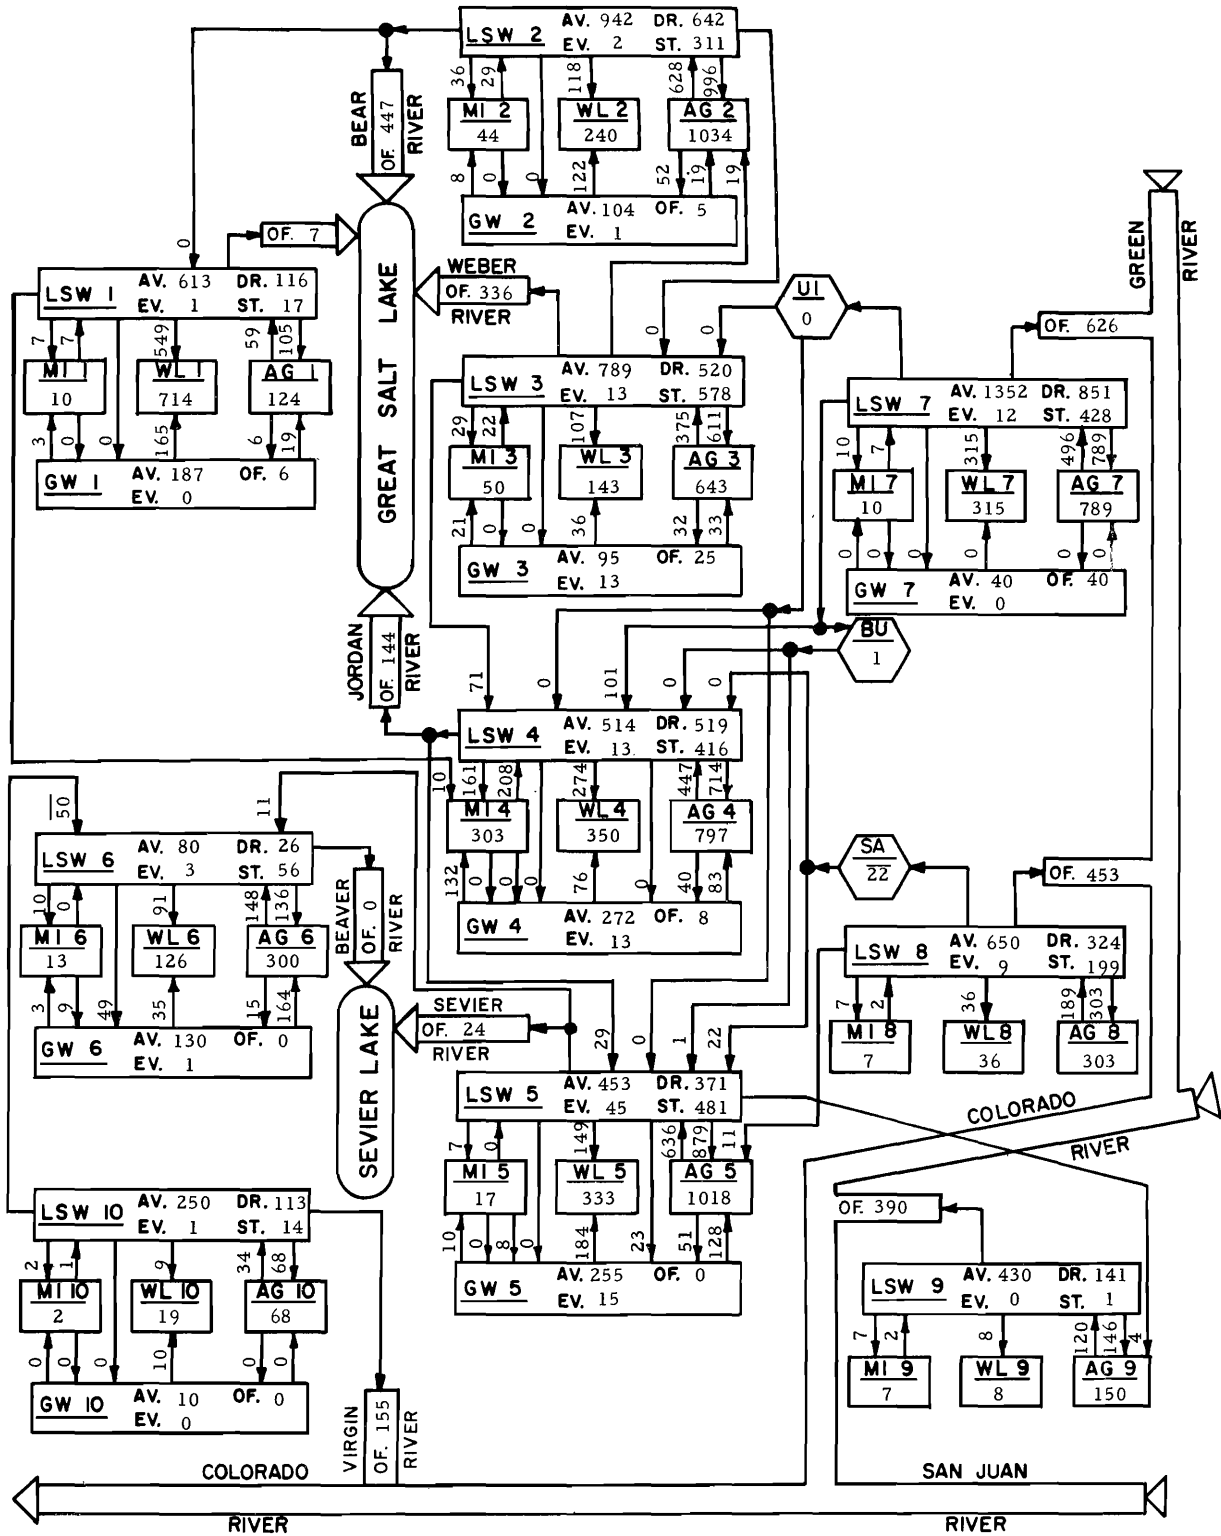 LSW 2 AV. 942 DR. 642
EV. 2 ST. 311
36 29 118 628 996
MI 2 WL 2 AG 2
44 240 1034
8 0 0 122 52 19 19
GW 2 AV. 104 OF. 5
EV. 1
BEAR
OF. 447
RIVER
0
OF. 7
LSW 1 AV. 613 DR. 116
EV. 1 ST. 17
7 7 549 59 105
MI 1 WL 1 AG 1
10 714 124
3 0 0 165 6 19
GW 1 AV. 187 OF. 6
EV. 0
GREAT SALT LAKE
WEBER
OF. 336
RIVER
0 0
UI
0
LSW 3 AV. 789 DR. 520
EV. 13 ST. 578
29 22 107 375 611
MI 3 WL 3 AG 3
50 143 643
21 0 0 36 32 33
GW 3 AV. 95 OF. 25
EV. 13
GREEN
RIVER
OF. 626
LSW 7 AV. 1352 DR. 851
EV. 12 ST. 428
10 7 315 496 789
MI 7 WL 7 AG 7
10 315 789
0 0 0 0 0 0
GW 7 AV. 40 OF. 40
EV. 0
BU
1
JORDAN
OF. 144
RIVER
71 0 101 0 0
LSW 4 AV. 514 DR. 519
EV. 13 ST. 416
10 161 208 274 447 714
MI 4 WL 4 AG 4
303 350 797
132 0 0 0 76 0 40 83
GW 4 AV. 272 OF. 8
EV. 13
50 11
LSW 6 AV. 80 DR. 26
EV. 3 ST. 56
10 0 91 148 136
MI 6 WL 6 AG 6
13 126 300
3 9 49 35 15 164
GW 6 AV. 130 OF. 0
EV. 1
BEAVER
OF. 0
RIVER
SEVIER LAKE
SEVIER
OF. 24
RIVER
SA
22
OF. 453
LSW 8 AV. 650 DR. 324
EV. 9 ST. 199
7 2 36 189 303
MI 8 WL 8 AG 8
7 36 303
29 0 1 22
LSW 5 AV. 453 DR. 371
EV. 45 ST. 481
7 0 149 636 879 11
MI 5 WL 5 AG 5
17 333 1018
10 0 8 0 184 23 51 128
GW 5 AV. 255 OF. 0
EV. 15
COLORADO
RIVER
OF. 390
LSW 9 AV. 430 DR. 141
EV. 0 ST. 1
7 2 8 120 146 4
MI 9 WL 9 AG 9
7 8 150
LSW 10 AV. 250 DR. 113
EV. 1 ST. 14
2 1 9 34 68
MI 10 WL 10 AG 10
2 19 68
0 0 0 10 0 0
GW 10 AV. 10 OF. 0
EV. 0
VIRGIN
OF. 155
RIVER
COLORADO
RIVER
SAN JUAN
RIVER